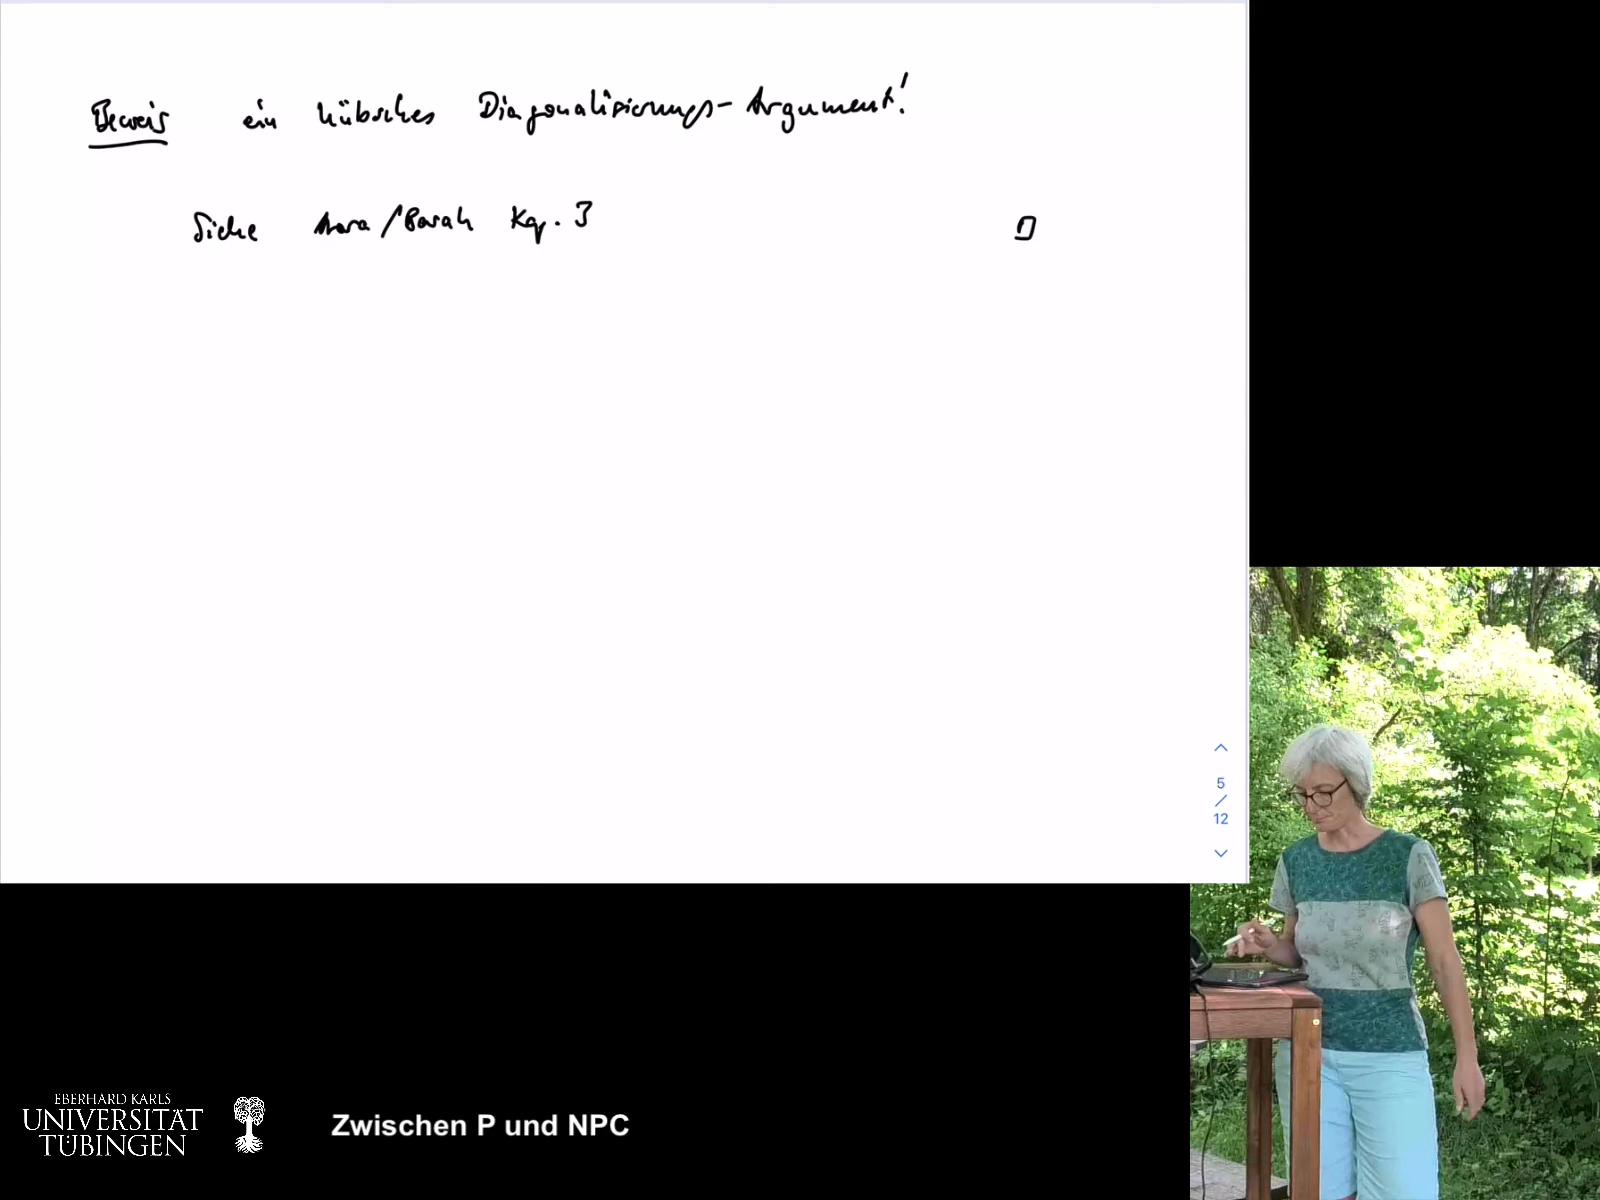 Beweis ein hübsches Diagonalisierungs-Argument!
Siehe Arora/Barak Kap. 3
5
/
12
EBERHARD KARLS
UNIVERSITÄT
TÜBINGEN
Zwischen P und NPC